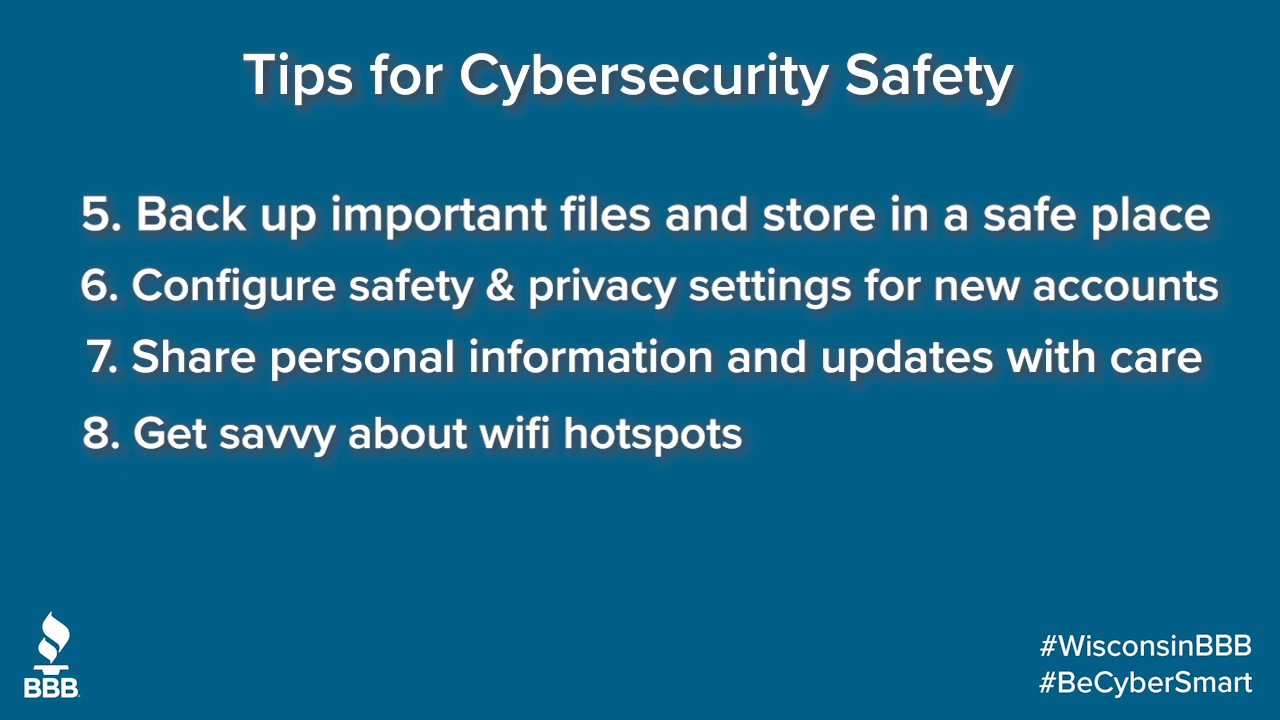 Tips for Cybersecurity Safety
5. Back up important files and store in a safe place
6. Configure safety & privacy settings for new accounts
7. Share personal information and updates with care
8. Get savvy about wifi hotspots
BBB
#WisconsinBBB
#BeCyberSmart